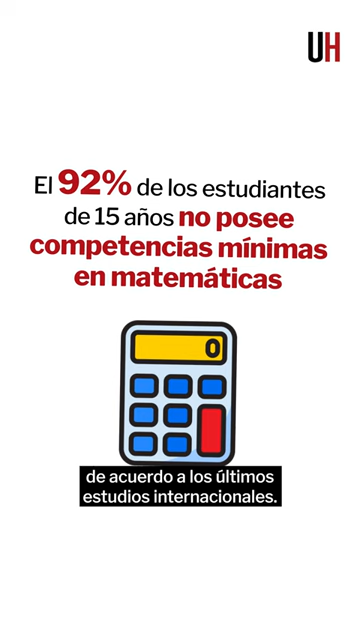 UH
El 92% de los estudiantes
de 15 años no posee
competencias mínimas
en matemáticas
0
de acuerdo a los últimos
estudios internacionales.